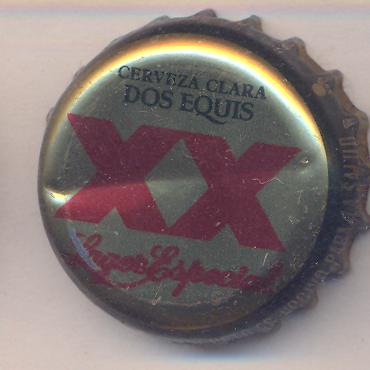 CERVEZA CLARA
DOS EQUIS
XX
Lager Especial